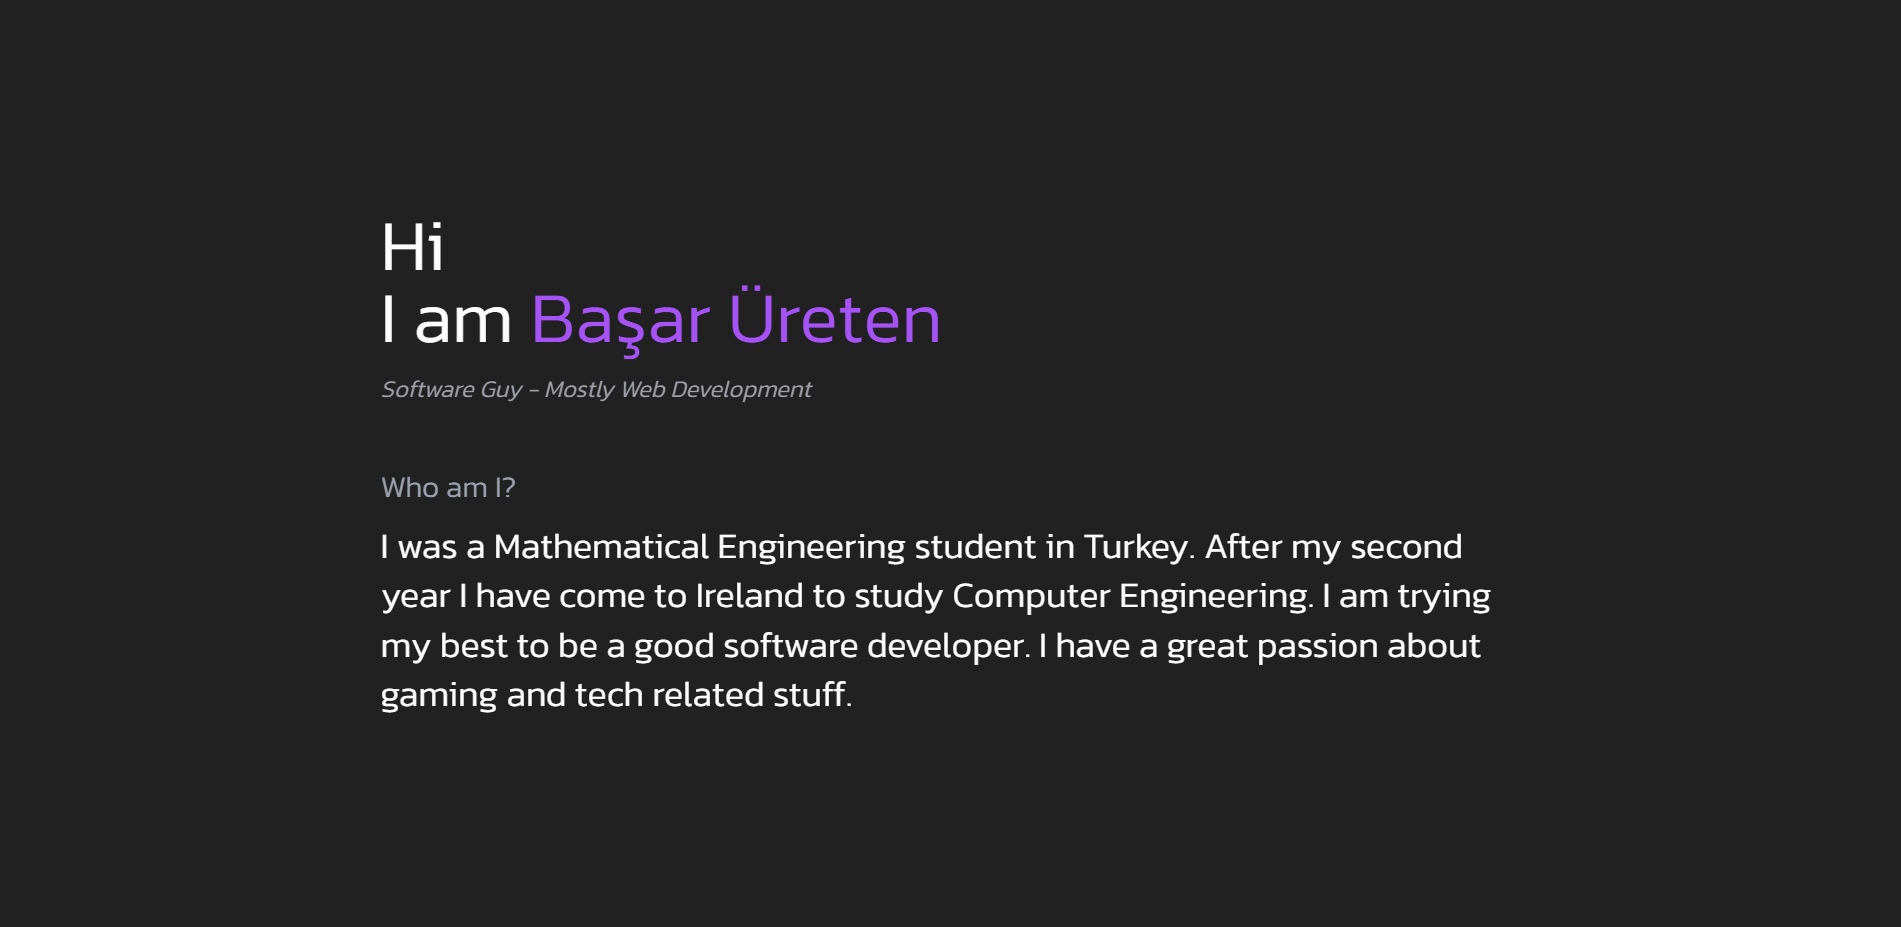 Hi
I am Başar Üreten
Software Guy - Mostly Web Development
Who am I?
I was a Mathematical Engineering student in Turkey. After my second
year I have come to Ireland to study Computer Engineering. I am trying
my best to be a good software developer. I have a great passion about
gaming and tech related stuff.